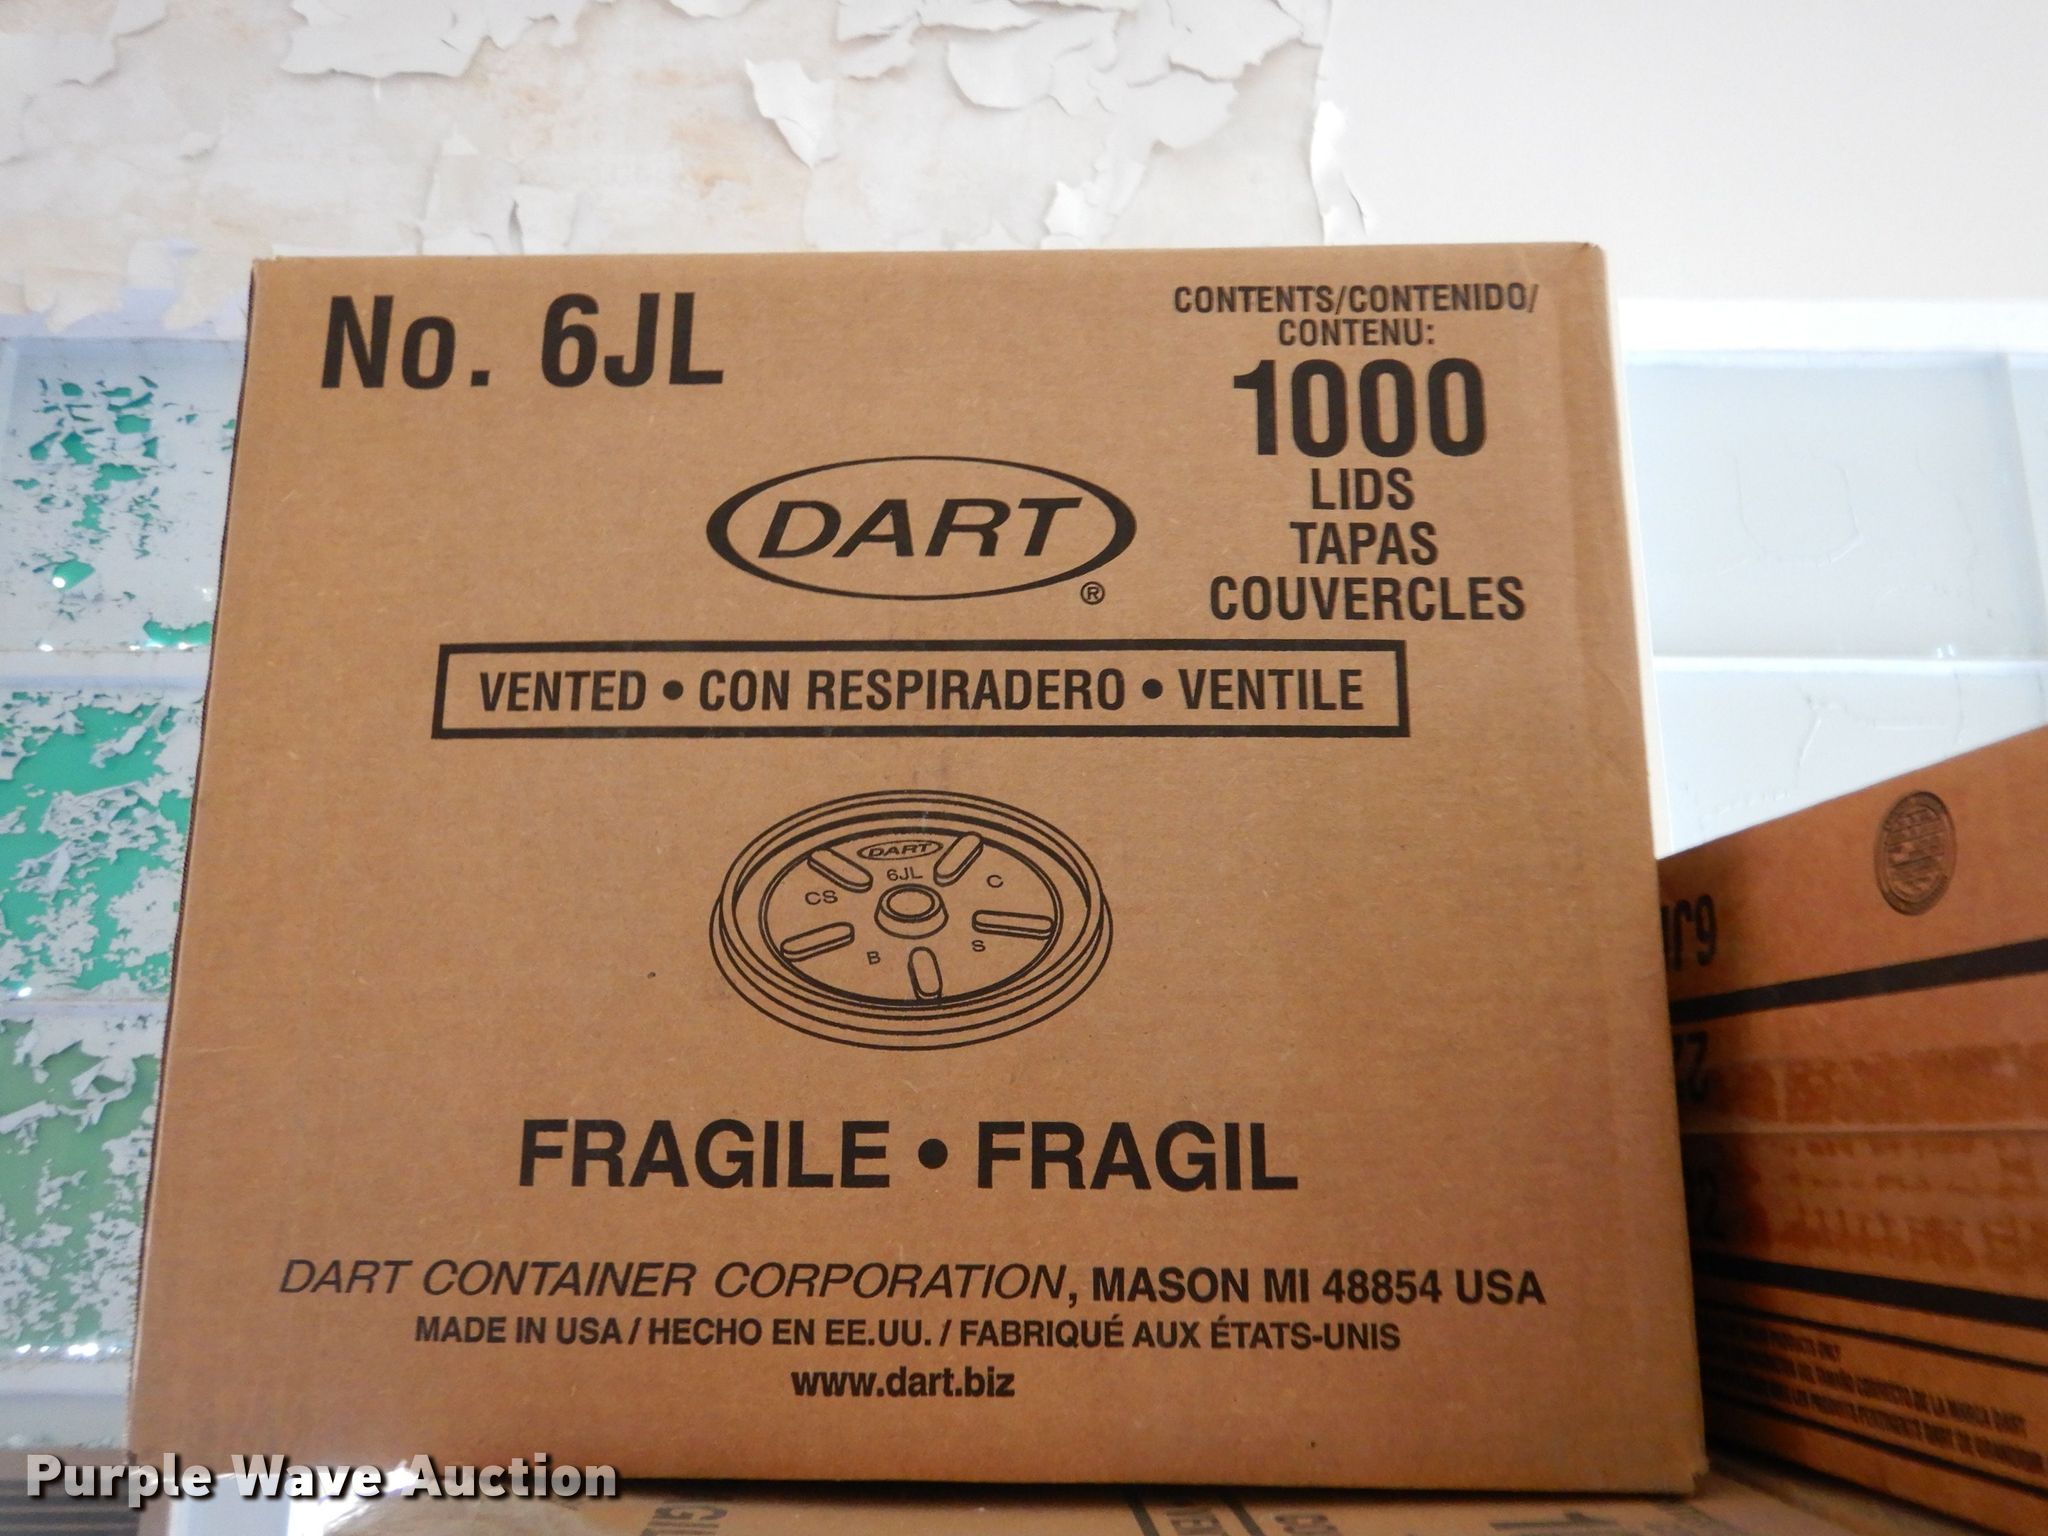 No. 6JL
CONTENTS/CONTENIDO/
CONTENU:
1000
LIDS
TAPAS
COUVERCLES
DART
®
VENTED • CON RESPIRADERO • VENTILE
DART
6JL
CS
C
B
S
FRAGILE • FRAGIL
DART CONTAINER CORPORATION, MASON MI 48854 USA
MADE IN USA / HECHO EN EE.UU. / FABRIQUÉ AUX ÉTATS-UNIS
www.dart.biz
Purple Wave Auction